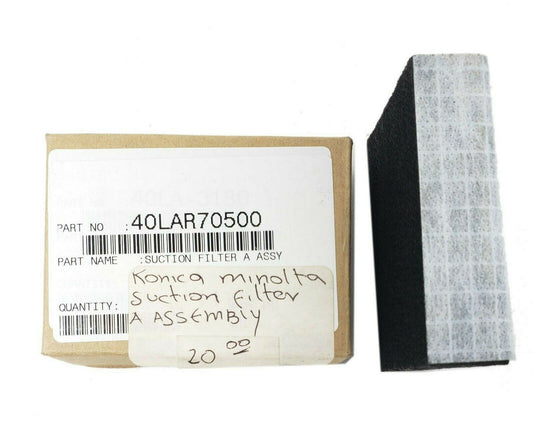 PART NO :40LAR70500
PART NAME :SUCTION FILTER A ASSY
QUANTITY:
Konica minolta
Suction filter
A ASSEMBLY
20 00